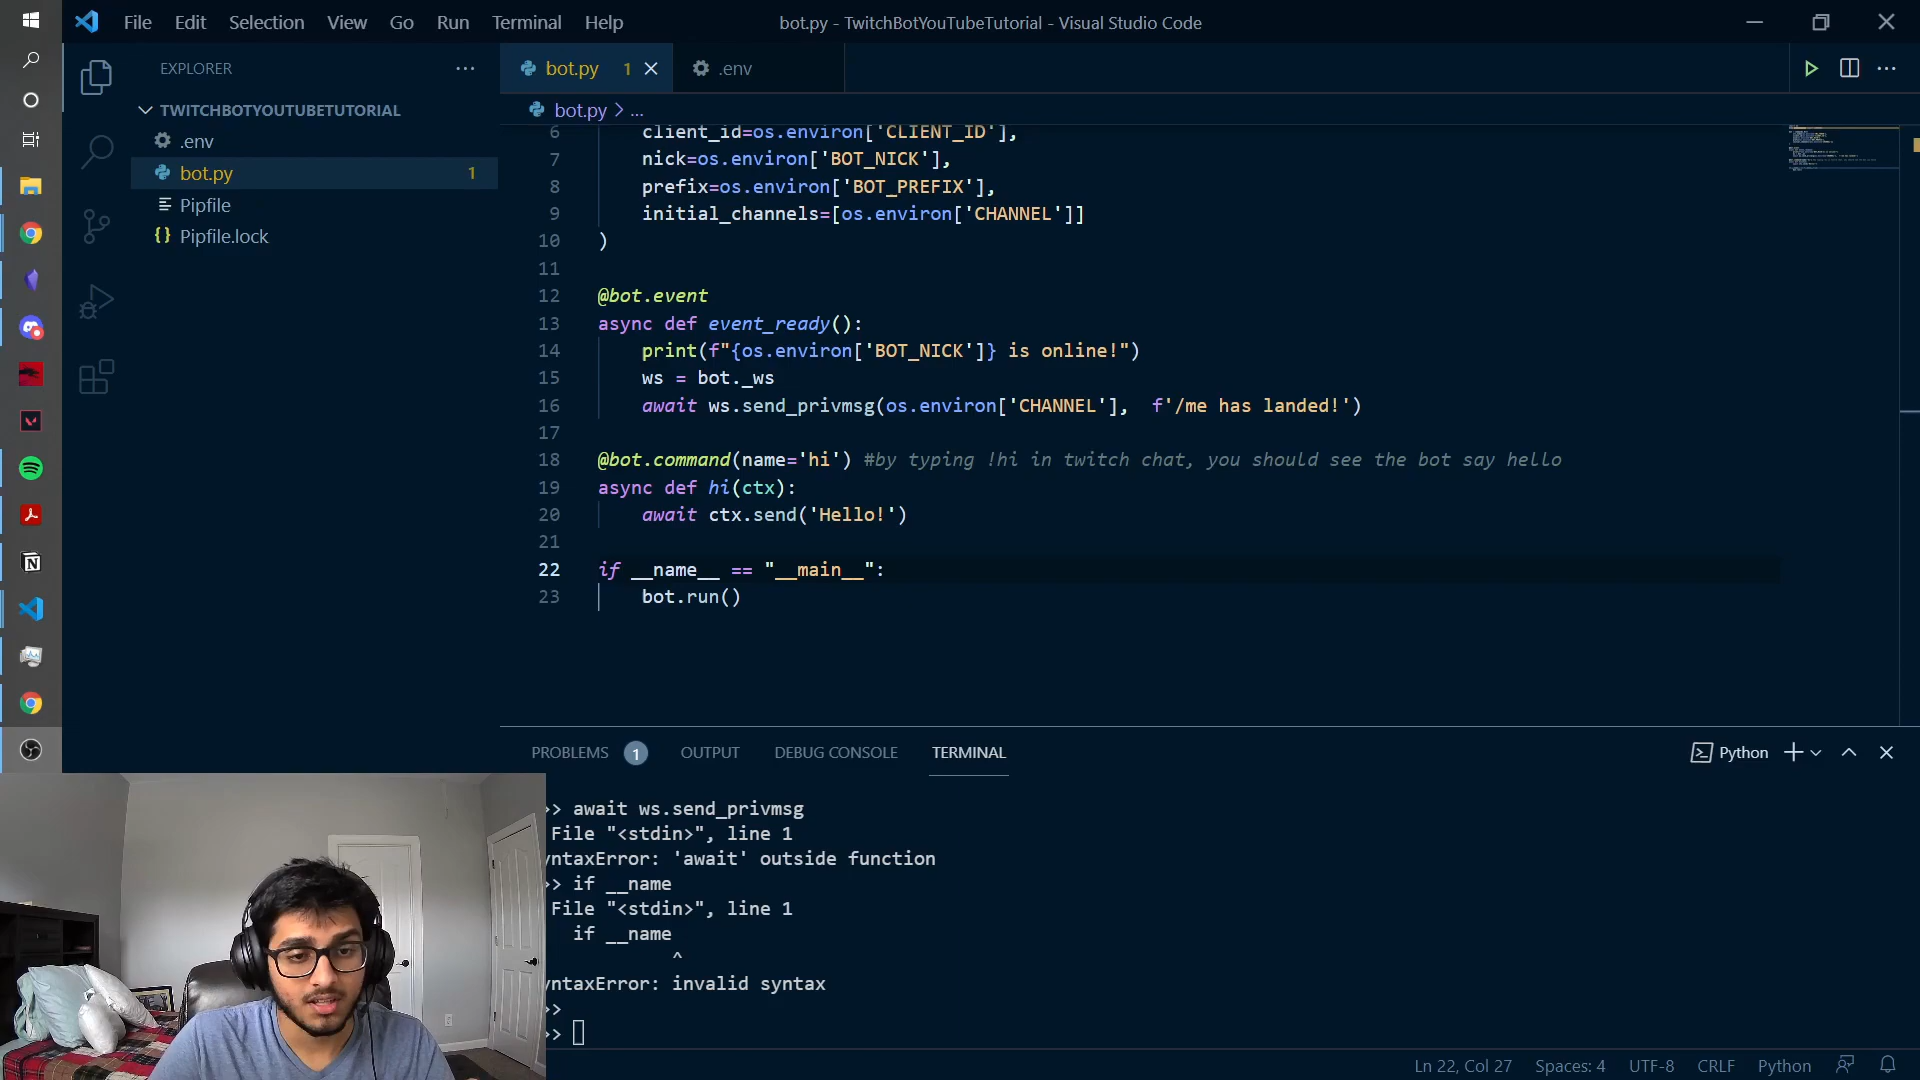 File Edit Selection View Go Run Terminal Help
bot.py - TwitchBotYouTubeTutorial - Visual Studio Code
EXPLORER
TWITCHBOTYOUTUBETUTORIAL
.env
bot.py 1
Pipfile
Pipfile.lock
bot.py 1
.env
bot.py > ...
6 client_id=os.environ['CLIENT_ID'],
7 nick=os.environ['BOT_NICK'],
8 prefix=os.environ['BOT_PREFIX'],
9 initial_channels=[os.environ['CHANNEL']]
10 )
11
12 @bot.event
13 async def event_ready():
14 print(f"{os.environ['BOT_NICK']} is online!")
15 ws = bot._ws
16 await ws.send_privmsg(os.environ['CHANNEL'], f'/me has landed!')
17
18 @bot.command(name='hi') #by typing !hi in twitch chat, you should see the bot say hello
19 async def hi(ctx):
20 await ctx.send('Hello!')
21
22 if __name__ == "__main__":
23 bot.run()
PROBLEMS 1 OUTPUT DEBUG CONSOLE TERMINAL
Python
>> await ws.send_privmsg
File "<stdin>", line 1
yntaxError: 'await' outside function
>> if __name
File "<stdin>", line 1
if __name
^
yntaxError: invalid syntax
>>
>>
Ln 22, Col 27 Spaces: 4 UTF-8 CRLF Python